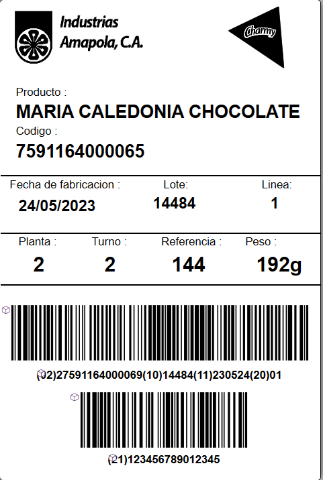 Industrias
Amapola, C.A.
Charmy
Producto :
MARIA CALEDONIA CHOCOLATE
Codigo :
7591164000065
Fecha de fabricacion : Lote: Linea:
24/05/2023 14484 1
Planta : Turno : Referencia : Peso :
2 2 144 192g
(02)27591164000069(10)14484(11)230524(20)01
(21)123456789012345